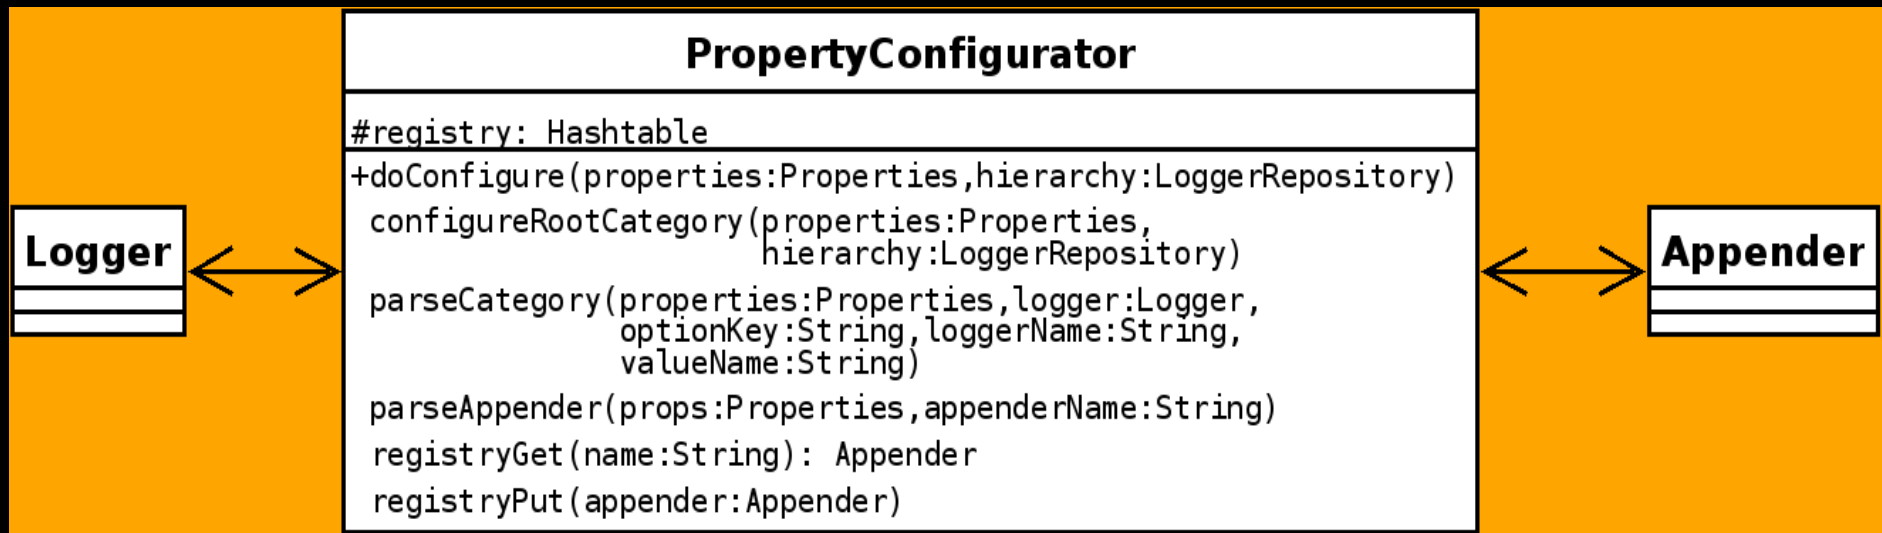 PropertyConfigurator
#registry: Hashtable
+doConfigure(properties:Properties,hierarchy:LoggerRepository)
configureRootCategory(properties:Properties,
hierarchy:LoggerRepository)
parseCategory(properties:Properties,logger:Logger,
optionKey:String,loggerName:String,
valueName:String)
parseAppender(props:Properties,appenderName:String)
registryGet(name:String): Appender
registryPut(appender:Appender)
Logger
Appender